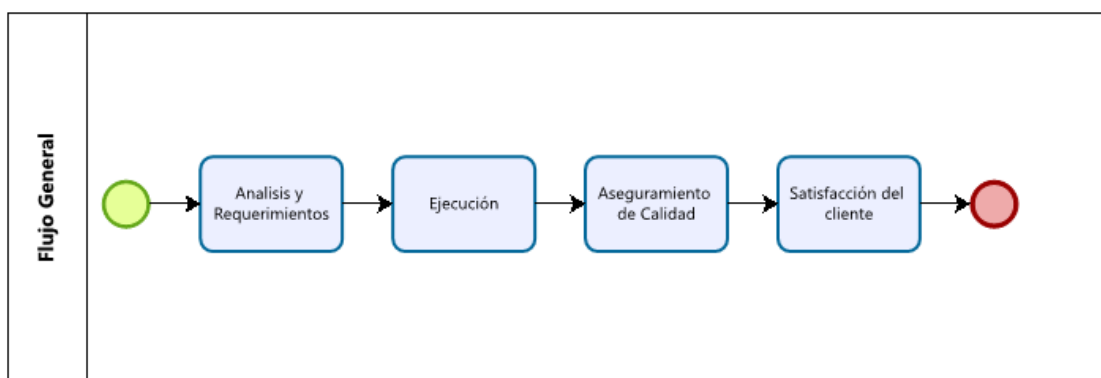 Flujo General
Analisis y
Requerimientos
Ejecución
Aseguramiento
de Calidad
Satisfacción del
cliente